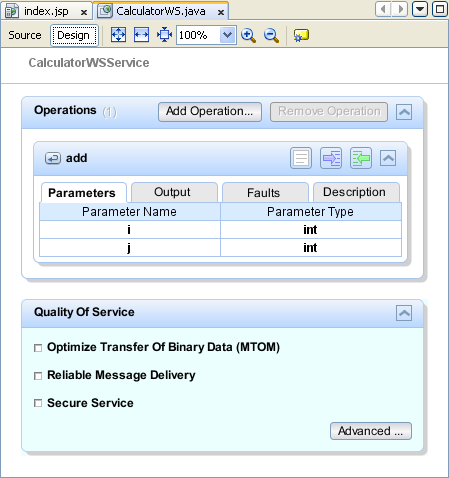 index.jsp CalculatorWS.java
Source Design 100%
CalculatorWSService
Operations (1) Add Operation... Remove Operation
add
Parameters Output Faults Description
Parameter Name Parameter Type
i int
j int
Quality Of Service
Optimize Transfer Of Binary Data (MTOM)
Reliable Message Delivery
Secure Service
Advanced ...